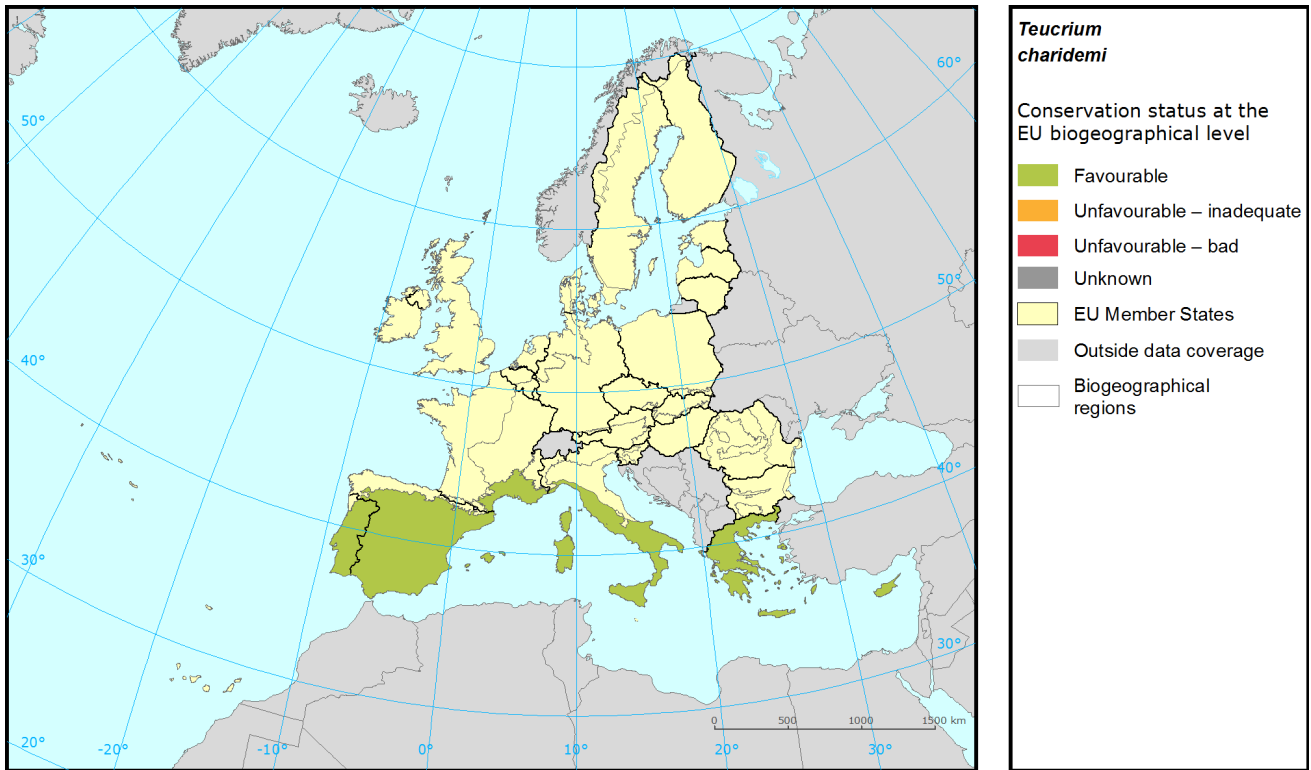 60°
50°
50°
40°
40°
30°
30°
20°
-20°
-10°
0°
10°
20°
30°
0 500 1000 1500 km
Teucrium
charidemi
Conservation status at the
EU biogeographical level
Favourable
Unfavourable – inadequate
Unfavourable – bad
Unknown
EU Member States
Outside data coverage
Biogeographical
regions